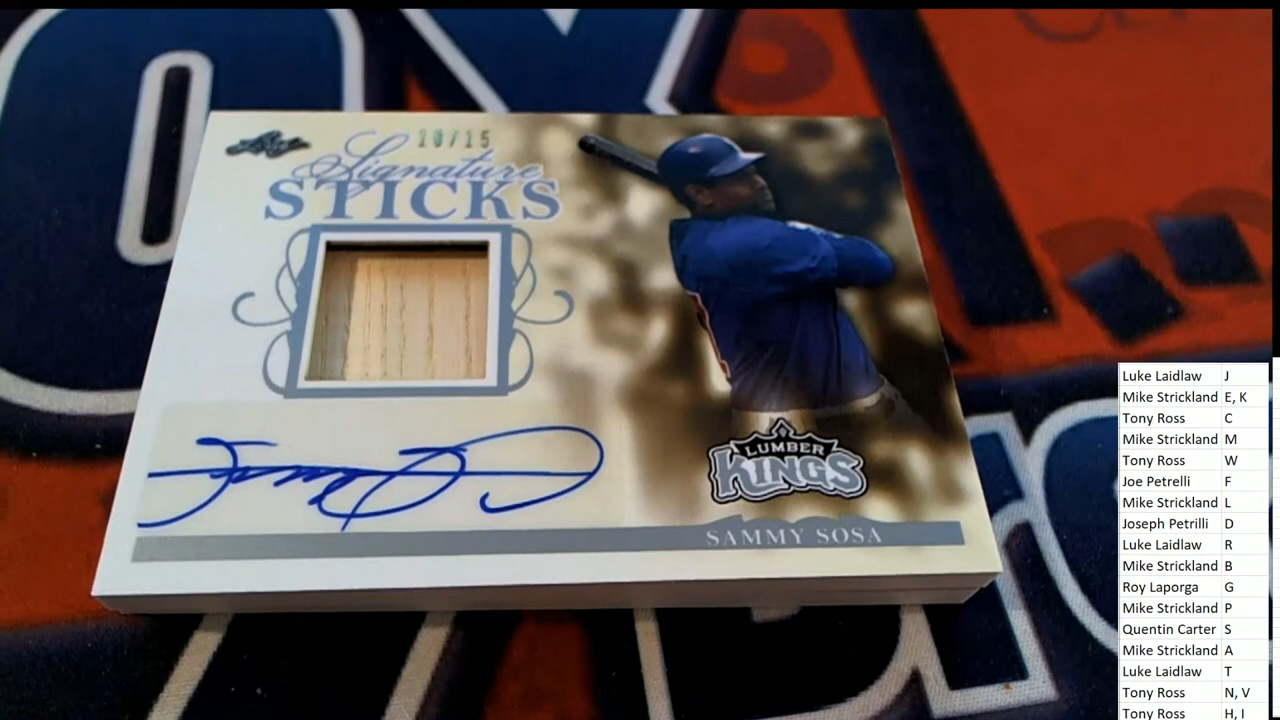 Leaf
Signature
STICKS
LUMBER
KINGS
SAMMY SOSA
Luke Laidlaw J
Mike Strickland E, K
Tony Ross C
Mike Strickland M
Tony Ross W
Joe Petrelli F
Mike Strickland L
Joseph Petrilli D
Luke Laidlaw R
Mike Strickland B
Roy Laporga G
Mike Strickland P
Quentin Carter S
Mike Strickland A
Luke Laidlaw T
Tony Ross N, V
Tony Ross H, I